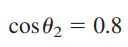 cos θ₂ = 0.8